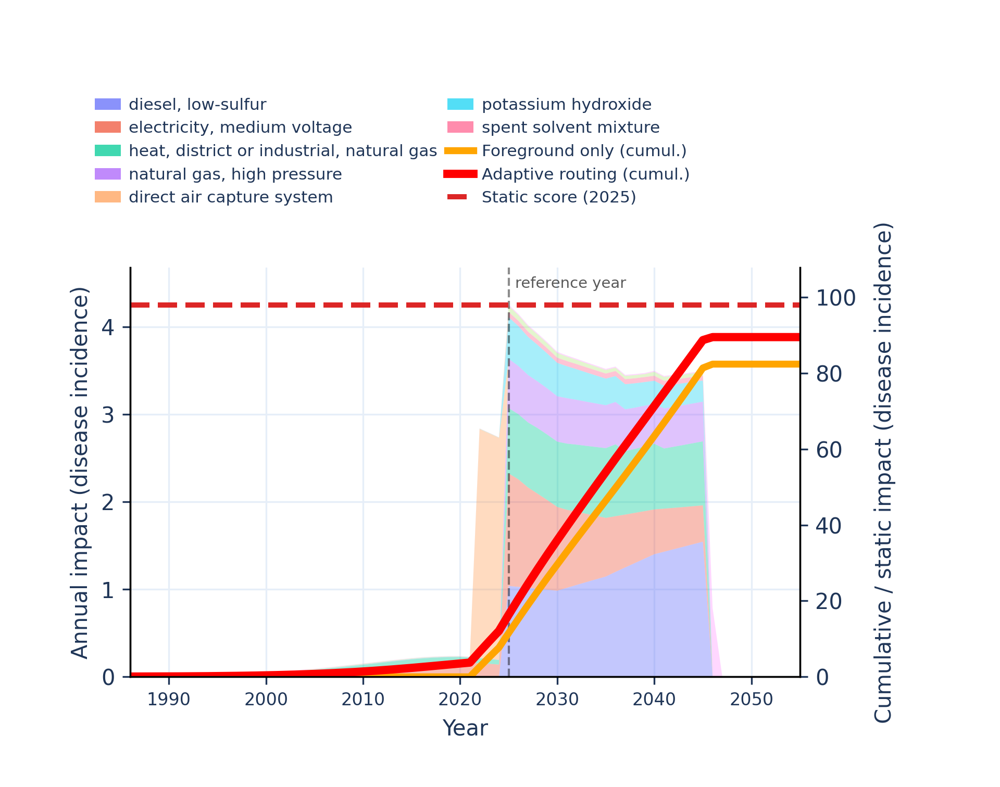 diesel, low-sulfur
electricity, medium voltage
heat, district or industrial, natural gas
natural gas, high pressure
direct air capture system
potassium hydroxide
spent solvent mixture
Foreground only (cumul.)
Adaptive routing (cumul.)
Static score (2025)
reference year
Annual impact (disease incidence)
4
3
2
1
0
Cumulative / static impact (disease incidence)
100
80
60
40
20
0
1990 2000 2010 2020 2030 2040 2050
Year